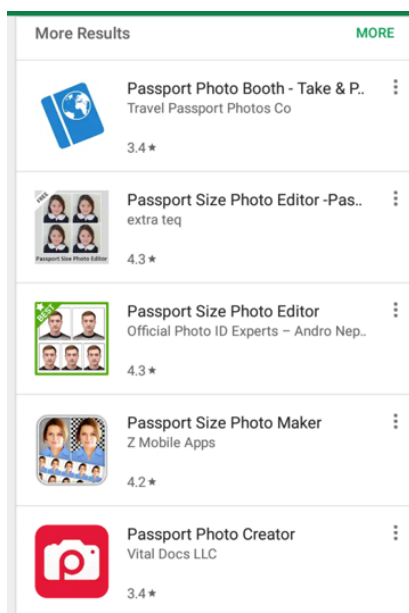 More Results MORE
Passport Photo Booth - Take & P..
Travel Passport Photos Co
3.4★
FREE
Passport Size Photo Editor
Passport Size Photo Editor -Pas..
extra teq
4.3★
BEST
Passport Size Photo Editor
Official Photo ID Experts – Andro Nep..
4.3★
Passport Size Photo Maker
Z Mobile Apps
4.2★
Passport Photo Creator
Vital Docs LLC
3.4★